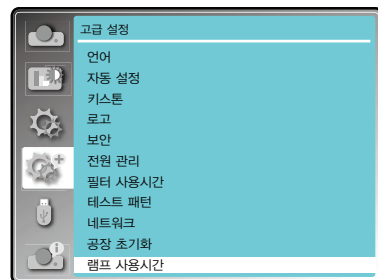 고급 설정
언어
자동 설정
키스톤
로고
보안
전원 관리
필터 사용시간
테스트 패턴
네트워크
공장 초기화
램프 사용시간